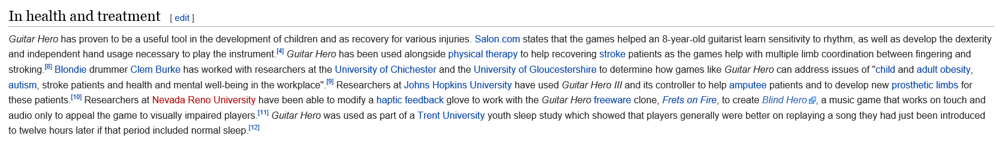 In health and treatment [ edit ]
Guitar Hero has proven to be a useful tool in the development of children and as recovery for various injuries. Salon.com states that the games helped an 8-year-old guitarist learn sensitivity to rhythm, as well as develop the dexterity
and independent hand usage necessary to play the instrument.[4] Guitar Hero has been used alongside physical therapy to help recovering stroke patients as the games help with multiple limb coordination between fingering and
stroking.[8] Blondie drummer Clem Burke has worked with researchers at the University of Chichester and the University of Gloucestershire to determine how games like Guitar Hero can address issues of "child and adult obesity,
autism, stroke patients and health and mental well-being in the workplace".[9] Researchers at Johns Hopkins University have used Guitar Hero III and its controller to help amputee patients and to develop new prosthetic limbs for
these patients.[10] Researchers at Nevada Reno University have been able to modify a haptic feedback glove to work with the Guitar Hero freeware clone, Frets on Fire, to create Blind Hero, a music game that works on touch and
audio only to appeal the game to visually impaired players.[11] Guitar Hero was used as part of a Trent University youth sleep study which showed that players generally were better on replaying a song they had just been introduced
to twelve hours later if that period included normal sleep.[12]